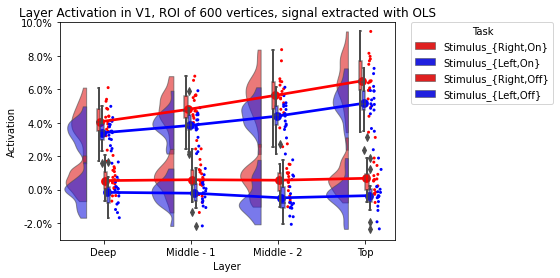 Layer Activation in V1, ROI of 600 vertices, signal extracted with OLS
10.0%
8.0%
6.0%
4.0%
2.0%
0.0%
-2.0%
Activation
Deep
Middle - 1
Middle - 2
Top
Layer
Task
Stimulus_{Right,On}
Stimulus_{Left,On}
Stimulus_{Right,Off}
Stimulus_{Left,Off}